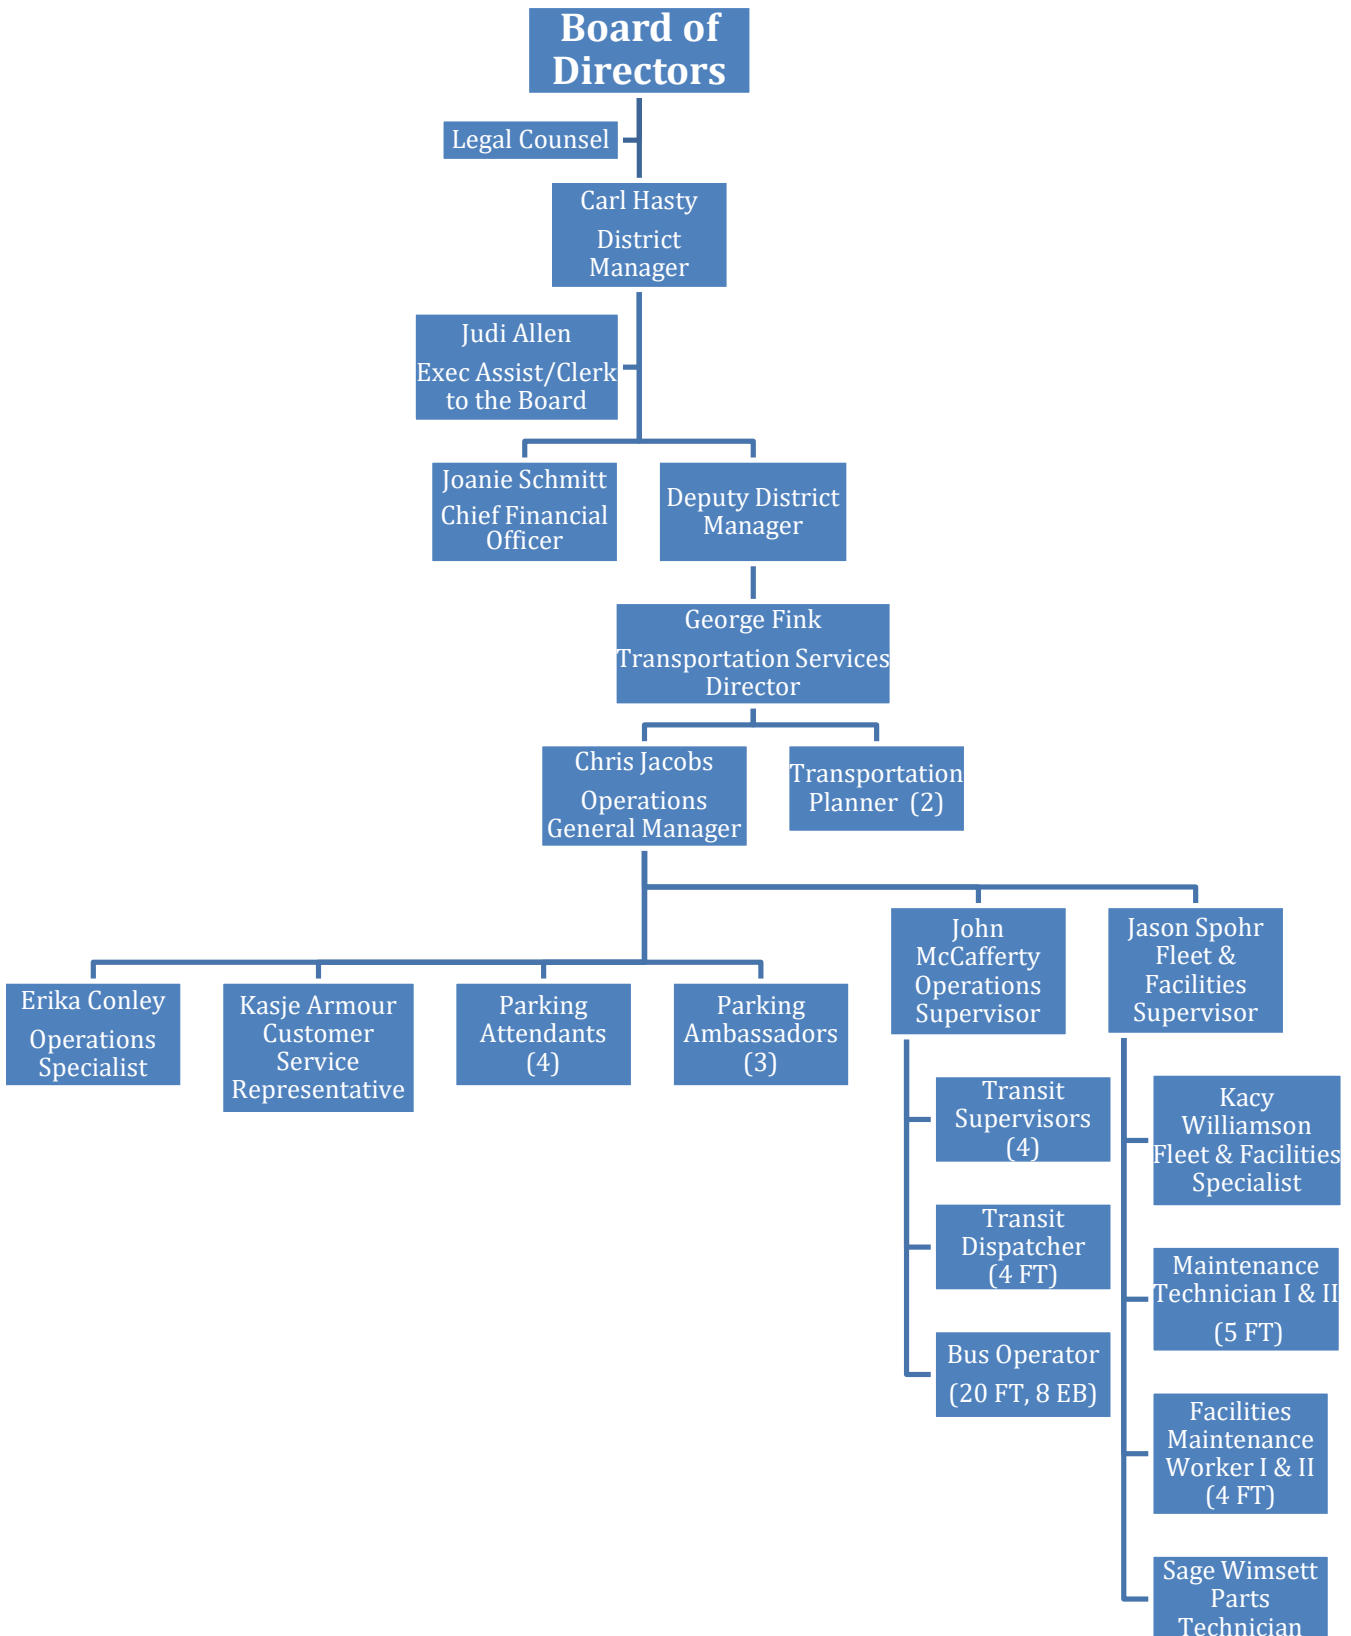 Board of
Directors
Legal Counsel
Carl Hasty
District
Manager
Judi Allen
Exec Assist/Clerk
to the Board
Joanie Schmitt
Chief Financial
Officer
Deputy District
Manager
George Fink
Transportation Services
Director
Chris Jacobs
Operations
General Manager
Transportation
Planner (2)
Erika Conley
Operations
Specialist
Kasje Armour
Customer
Service
Representative
Parking
Attendants
(4)
Parking
Ambassadors
(3)
John
McCafferty
Operations
Supervisor
Transit
Supervisors
(4)
Transit
Dispatcher
(4 FT)
Bus Operator
(20 FT, 8 EB)
Jason Spohr
Fleet &
Facilities
Supervisor
Kacy
Williamson
Fleet & Facilities
Specialist
Maintenance
Technician I & II
(5 FT)
Facilities
Maintenance
Worker I & II
(4 FT)
Sage Wimsett
Parts
Technician